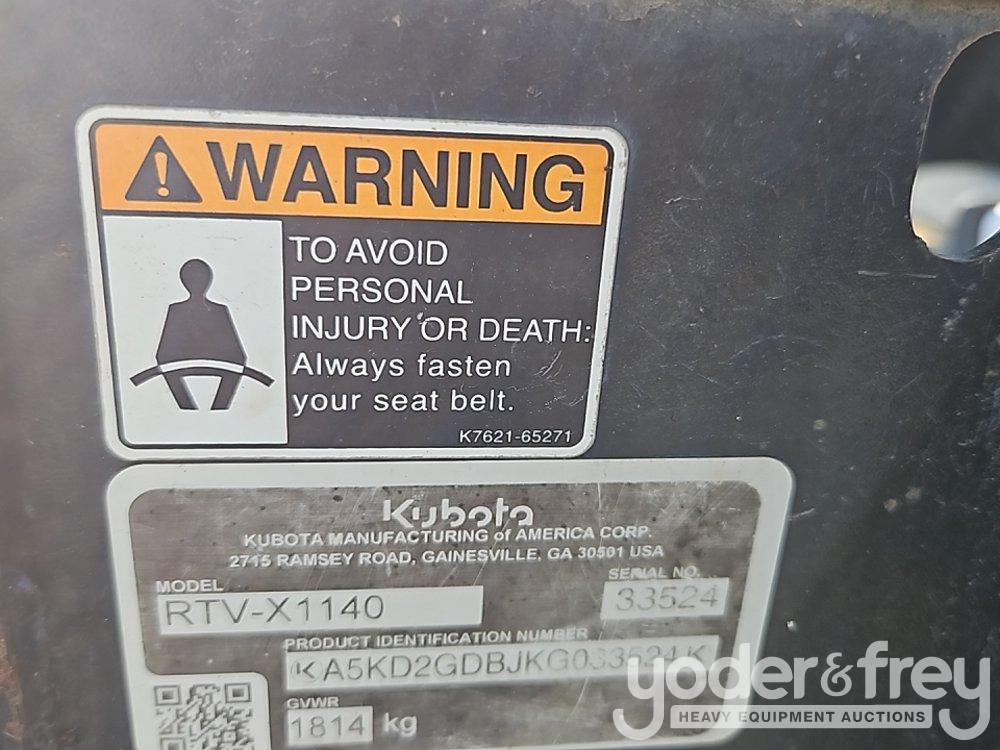 WARNING
TO AVOID
PERSONAL
INJURY OR DEATH:
Always fasten
your seat belt.
K7621-65271
Kubota
KUBOTA MANUFACTURING of AMERICA CORP.
2715 RAMSEY ROAD, GAINESVILLE, GA 30501 USA
MODEL
SERIAL NO.
RTV-X1140
33524
PRODUCT IDENTIFICATION NUMBER
A5KD2GDBJKG033524
GVWR
1814 kg
yoder&frey
HEAVY EQUIPMENT AUCTIONS